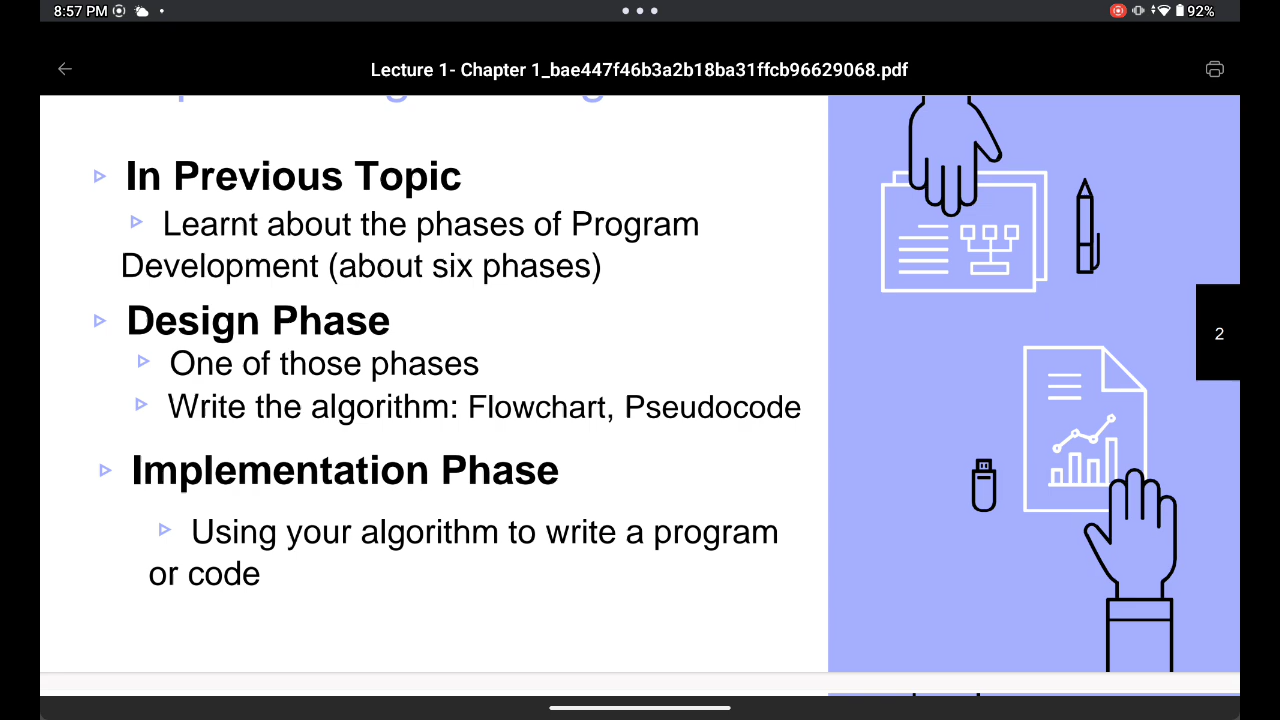 8:57 PM
92%
Lecture 1- Chapter 1_bae447f46b3a2b18ba31ffcb96629068.pdf
In Previous Topic
Learnt about the phases of Program
Development (about six phases)
Design Phase
One of those phases
Write the algorithm: Flowchart, Pseudocode
Implementation Phase
Using your algorithm to write a program
or code
2